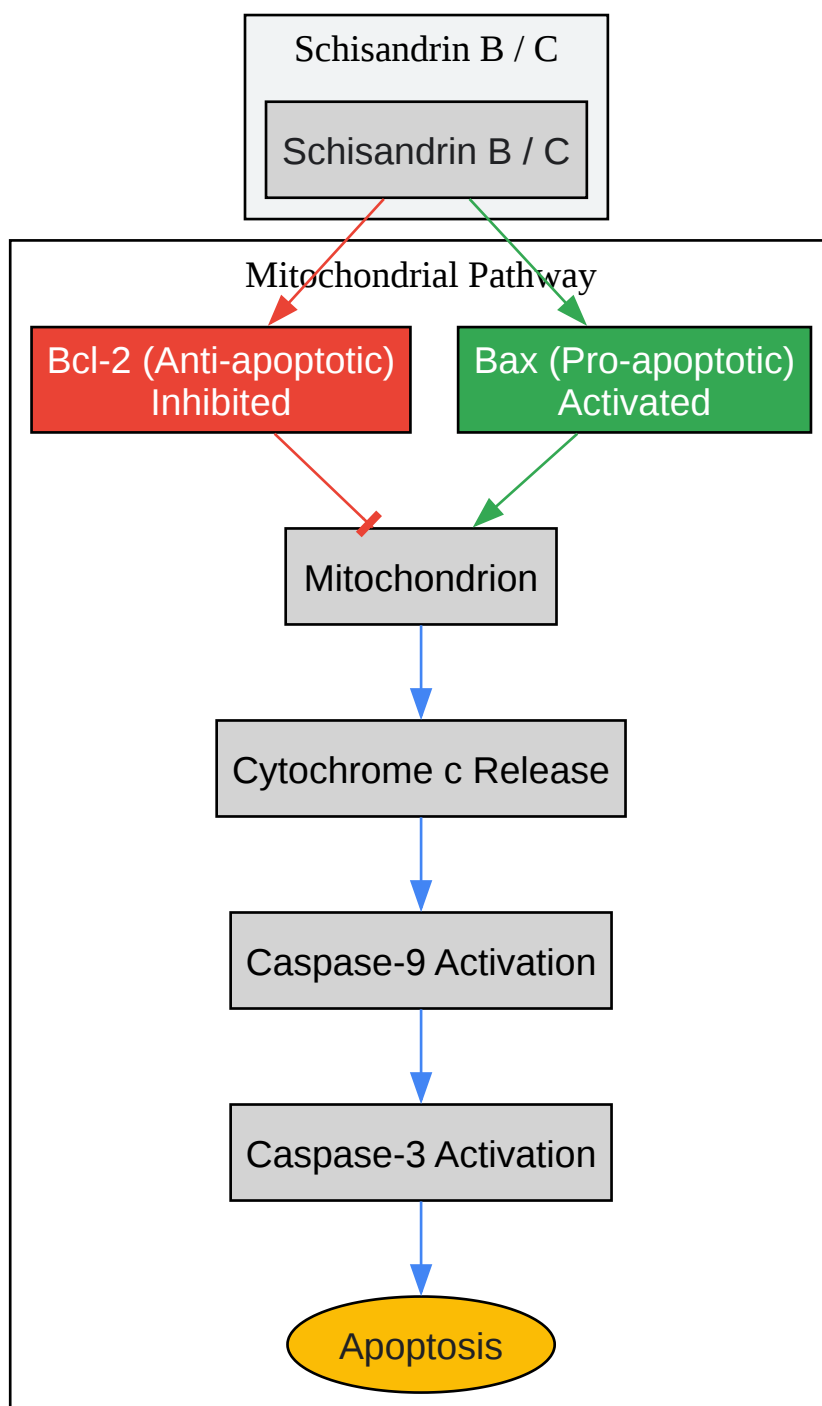 Schisandrin B / C
Schisandrin B / C
Mitochondrial Pathway
Bcl-2 (Anti-apoptotic)
Inhibited
Bax (Pro-apoptotic)
Activated
Mitochondrion
Cytochrome c Release
Caspase-9 Activation
Caspase-3 Activation
Apoptosis